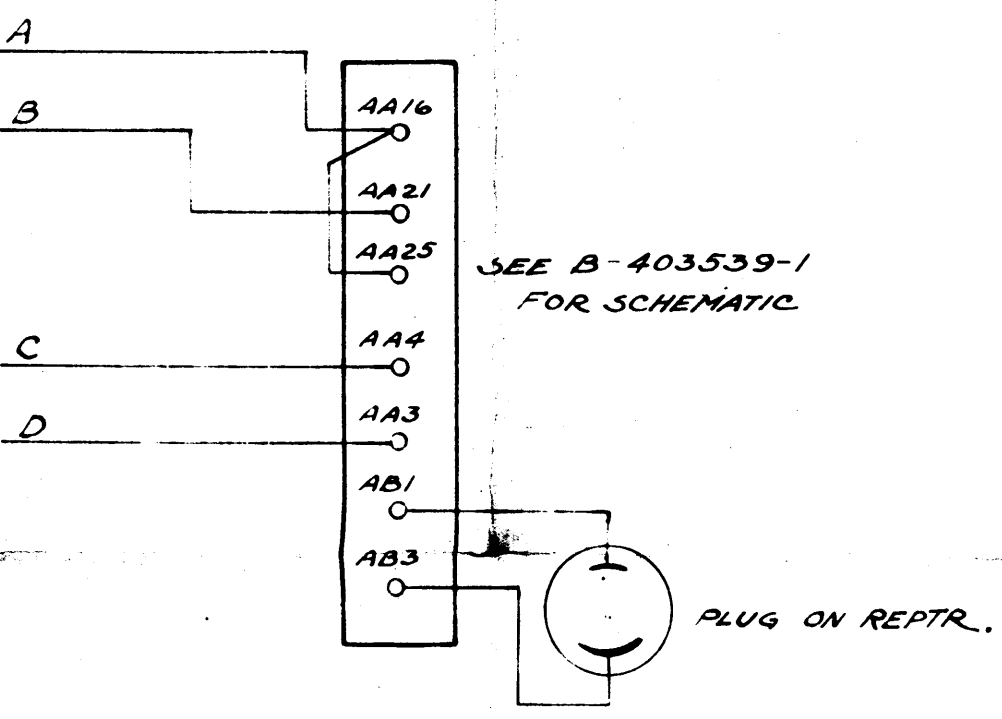 A
AA16
B
AA21
AA25
SEE B-403539-1
FOR SCHEMATIC
C
AA4
D
AA3
AB1
AB3
PLUG ON REPTR.